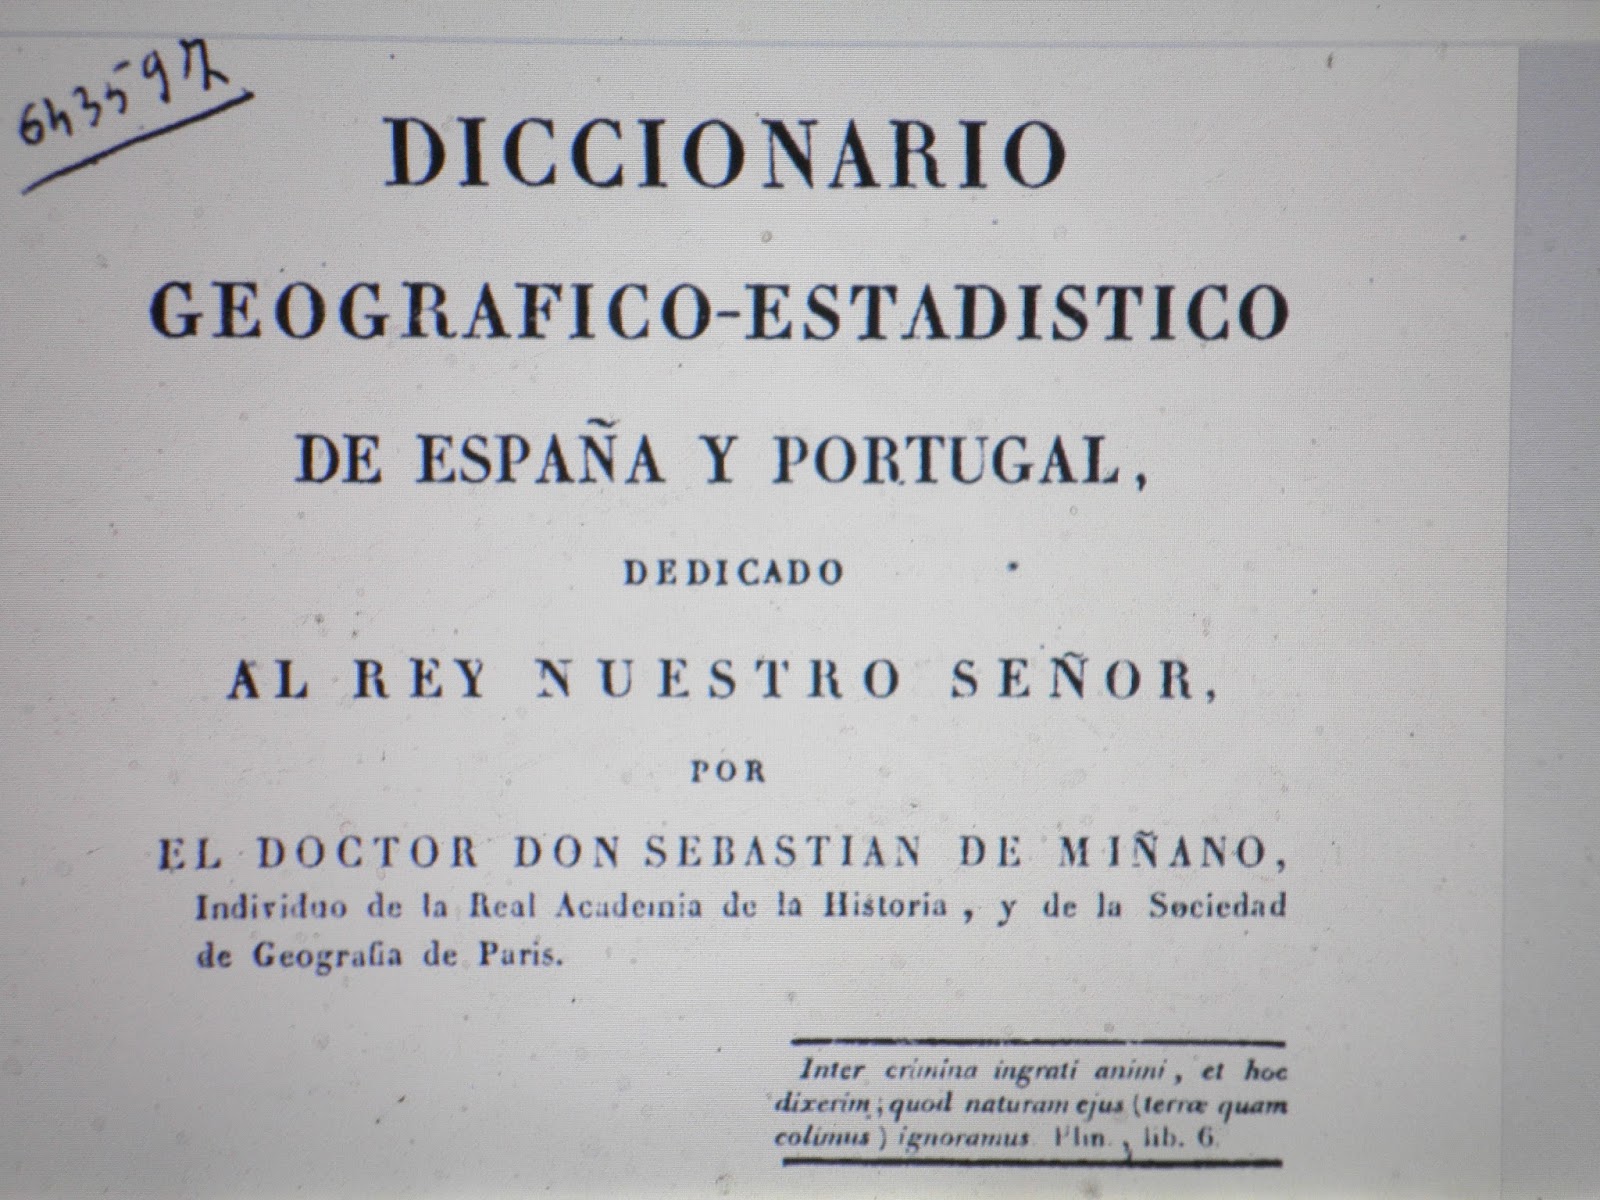 643597
DICCIONARIO
GEOGRAFICO-ESTADISTICO
DE ESPAÑA Y PORTUGAL,
DEDICADO
AL REY NUESTRO SEÑOR,
POR
EL DOCTOR DON SEBASTIAN DE MIÑANO,
Individuo de la Real Academia de la Historia, y de la Sociedad
de Geografia de Paris.
Inter crimina ingrati animi, et hoc
dixerim; quod naturam ejus (terræ quam
colimus) ignoramus. Plin., lib. 6.